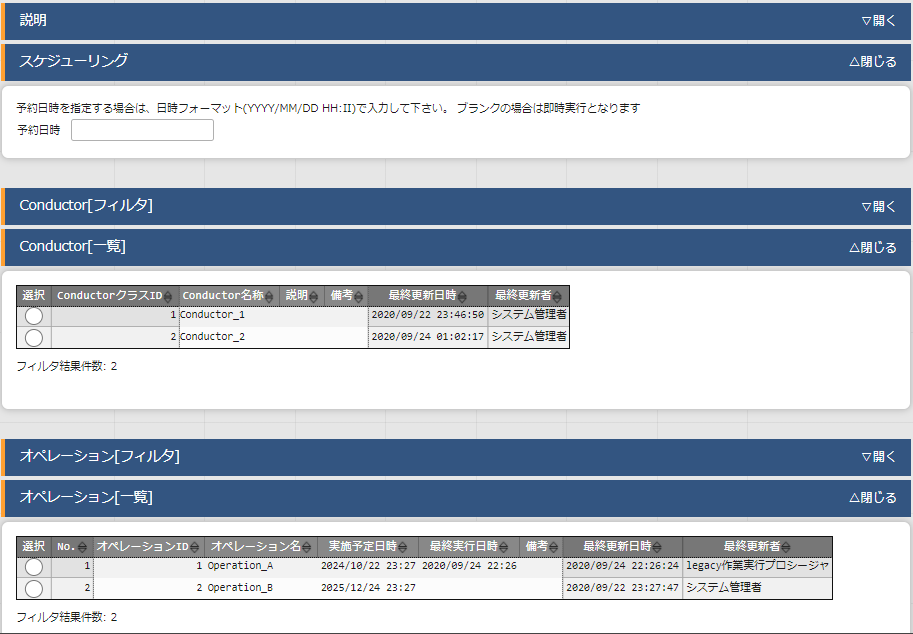 説明 ▽開く
スケジューリング △閉じる
予約日時を指定する場合は、日時フォーマット(YYYY/MM/DD HH:II)で入力して下さい。 ブランクの場合は即時実行となります
予約日時
Conductor[フィルタ] ▽開く
Conductor[一覧] △閉じる
選択 ConductorクラスID Conductor名称 説明 備考 最終更新日時 最終更新者
1 Conductor_1 2020/09/22 23:46:50 システム管理者
2 Conductor_2 2020/09/24 01:02:17 システム管理者
フィルタ結果件数: 2
オペレーション[フィルタ] ▽開く
オペレーション[一覧] △閉じる
選択 No. オペレーションID オペレーション名 実施予定日時 最終実行日時 備考 最終更新日時 最終更新者
1 1 Operation_A 2024/10/22 23:27 2020/09/24 22:26 2020/09/24 22:26:24 legacy作業実行プロシージャ
2 2 Operation_B 2025/12/24 23:27 2020/09/22 23:27:47 システム管理者
フィルタ結果件数: 2